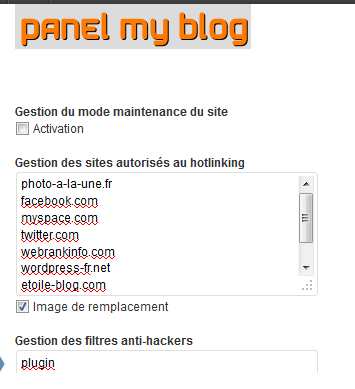 panel my blog
Gestion du mode maintenance du site
Activation
Gestion des sites autorisés au hotlinking
photo-a-la-une.fr
facebook.com
myspace.com
twitter.com
webrankinfo.com
wordpress-fr.net
etoile-blog.com
Image de remplacement
Gestion des filtres anti-hackers
plugin